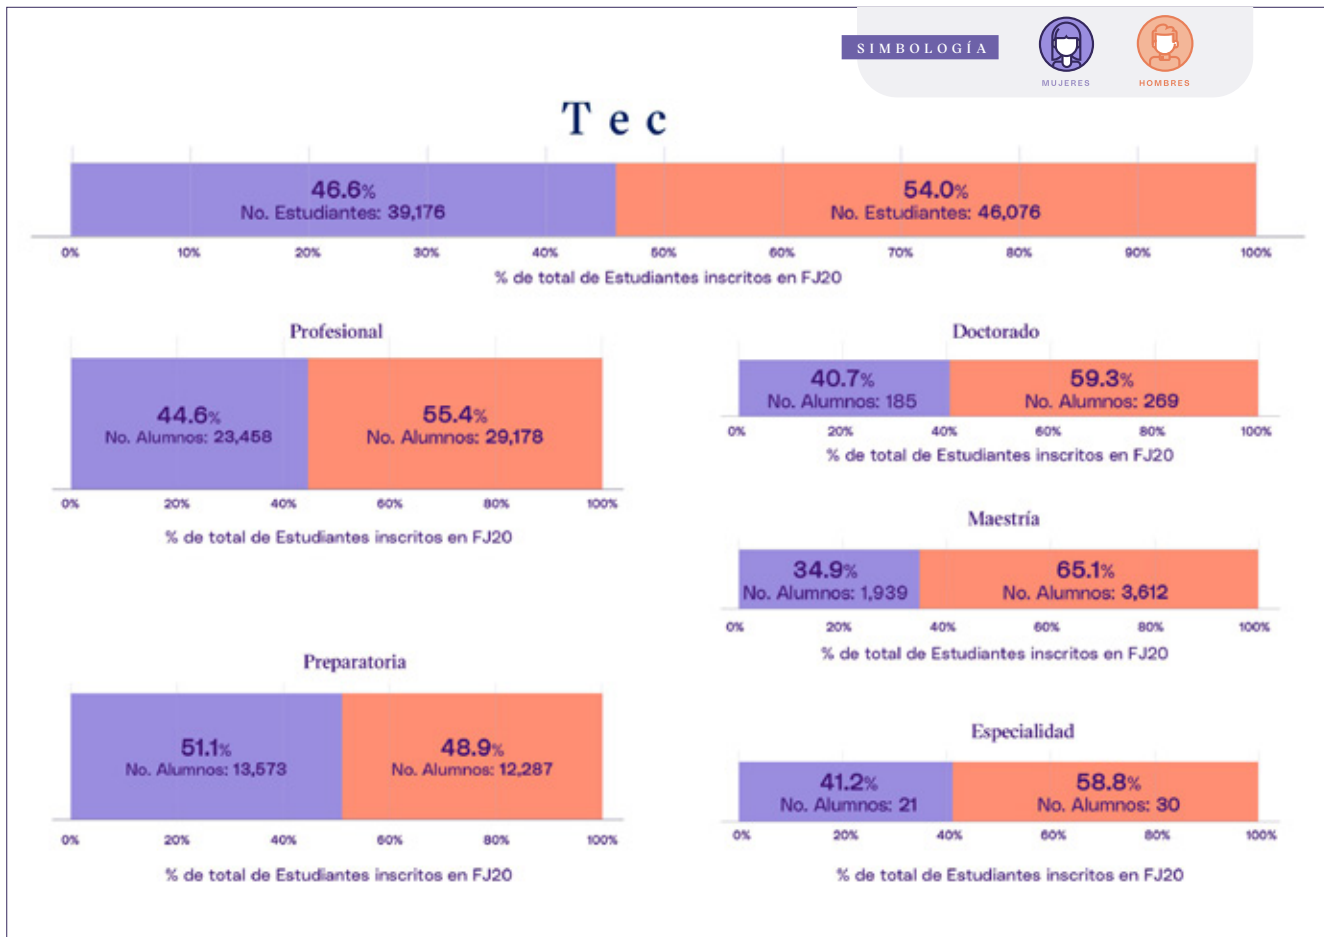 SIMBOLOGÍA
MUJERES
HOMBRES
Tec
46.6%
No. Estudiantes: 39,176
54.0%
No. Estudiantes: 46,076
0% 10% 20% 30% 40% 50% 60% 70% 80% 90% 100%
% de total de Estudiantes inscritos en FJ20
Profesional
44.6%
No. Alumnos: 23,458
55.4%
No. Alumnos: 29,178
0% 20% 40% 60% 80% 100%
% de total de Estudiantes inscritos en FJ20
Preparatoria
51.1%
No. Alumnos: 13,573
48.9%
No. Alumnos: 12,287
0% 20% 40% 60% 80% 100%
% de total de Estudiantes inscritos en FJ20
Doctorado
40.7%
No. Alumnos: 185
59.3%
No. Alumnos: 269
0% 20% 40% 60% 80% 100%
% de total de Estudiantes inscritos en FJ20
Maestría
34.9%
No. Alumnos: 1,939
65.1%
No. Alumnos: 3,612
0% 20% 40% 60% 80% 100%
% de total de Estudiantes inscritos en FJ20
Especialidad
41.2%
No. Alumnos: 21
58.8%
No. Alumnos: 30
0% 20% 40% 60% 80% 100%
% de total de Estudiantes inscritos en FJ20